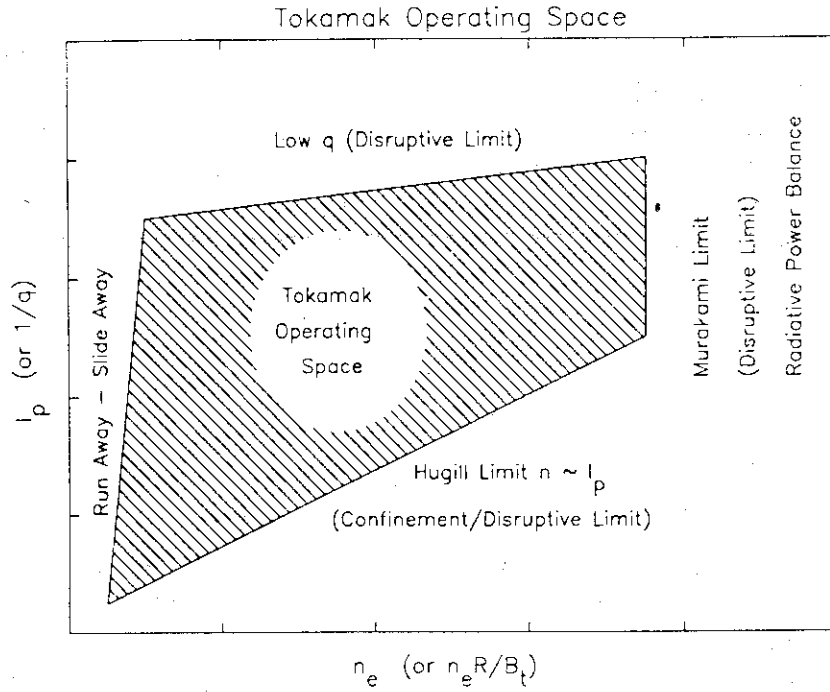 Tokamak Operating Space
Low q (Disruptive Limit)
Tokamak
Operating
Space
Run Away – Slide Away
I_p (or 1/q)
Murakami Limit
(Disruptive Limit)
Radiative Power Balance
Hugill Limit n ~ I_p
(Confinement/Disruptive Limit)
n_e (or n_e R/B_t)